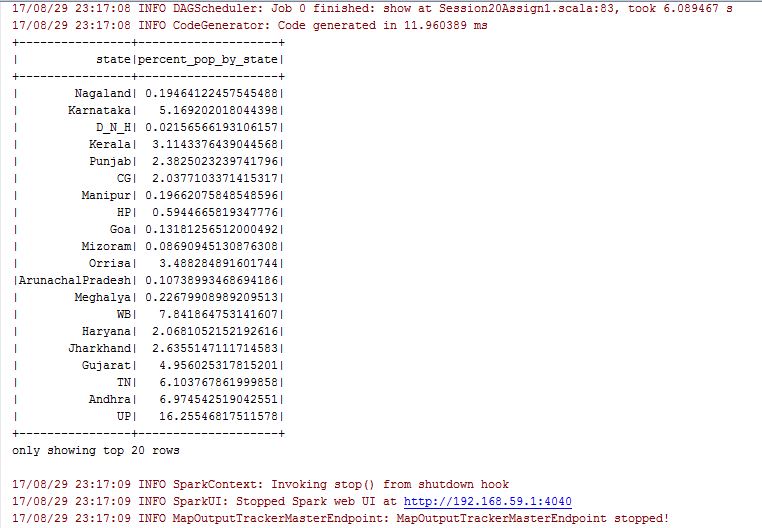 17/08/29 23:17:08 INFO DAGScheduler: Job 0 finished: show at Session20Assign1.scala:83, took 6.089467 s
17/08/29 23:17:08 INFO CodeGenerator: Code generated in 11.960389 ms
+----------------+-------------------+
|           state|percent_pop_by_state|
+----------------+-------------------+
|        Nagaland| 0.19464122457545488|
|       Karnataka|   5.169202018044398|
|           D_N_H| 0.02156566193106157|
|          Kerala|  3.1143376439044568|
|          Punjab|  2.3825023239741796|
|              CG|  2.0377103371415317|
|         Manipur| 0.19662075848548596|
|              HP|  0.5944665819347776|
|             Goa| 0.13181256512000492|
|         Mizoram| 0.08690945130876308|
|          Orrisa|   3.488284891601744|
|ArunachalPradesh| 0.10738993468694186|
|        Meghalya| 0.22679908989209513|
|              WB|   7.841864753141607|
|         Haryana|  2.0681052152192616|
|       Jharkhand|  2.6355147111714583|
|         Gujarat|   4.956025317815201|
|              TN|   6.103767861999858|
|          Andhra|   6.974542519042551|
|              UP|   16.25546817511578|
+----------------+-------------------+
only showing top 20 rows
17/08/29 23:17:09 INFO SparkContext: Invoking stop() from shutdown hook
17/08/29 23:17:09 INFO SparkUI: Stopped Spark web UI at http://192.168.59.1:4040
17/08/29 23:17:09 INFO MapOutputTrackerMasterEndpoint: MapOutputTrackerMasterEndpoint stopped!